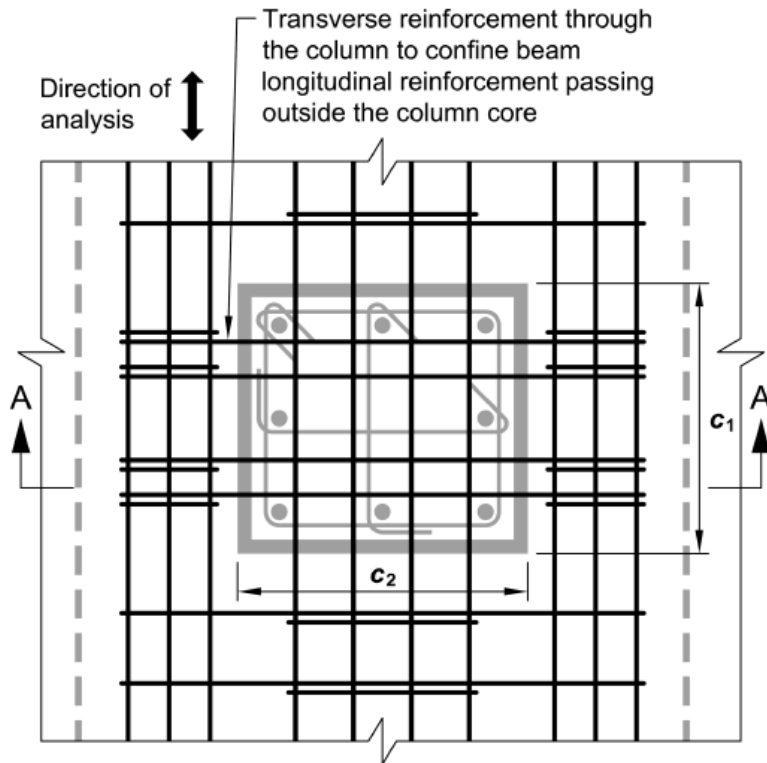 Transverse reinforcement through
the column to confine beam
longitudinal reinforcement passing
outside the column core
Direction of
analysis
A
A
c1
c2